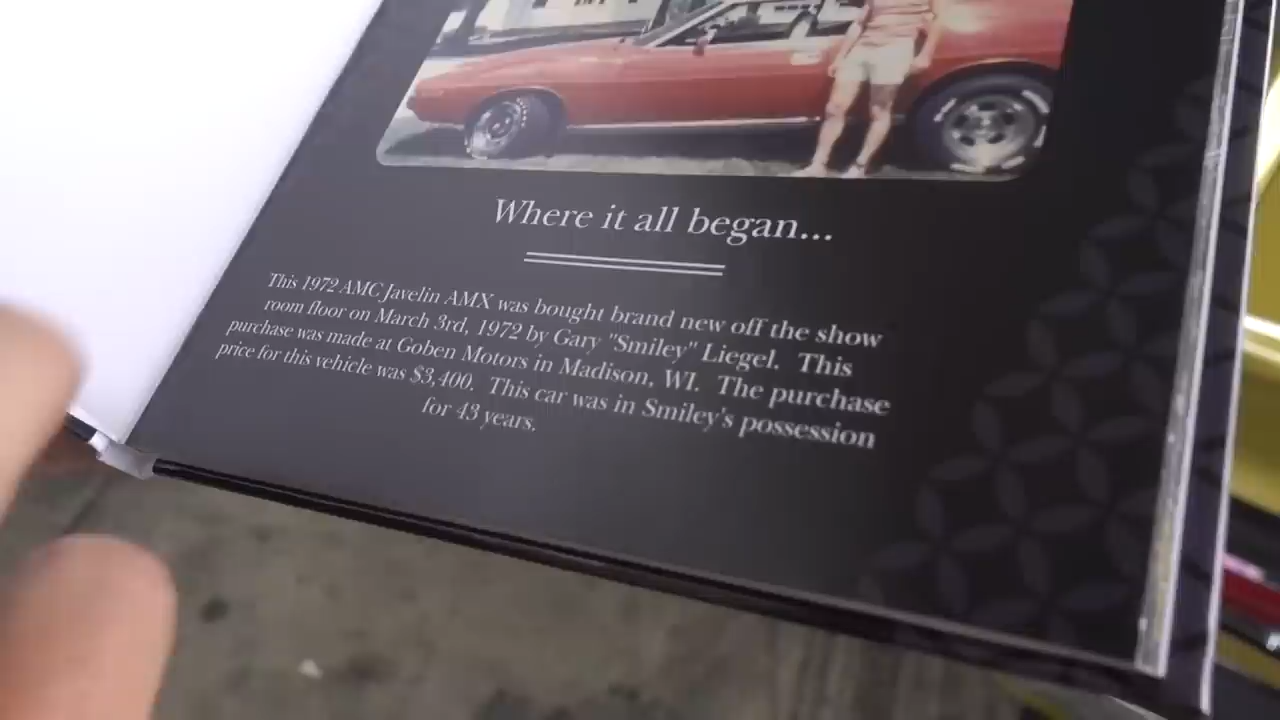 Where it all began...
This 1972 AMC Javelin AMX was bought brand new off the show
room floor on March 3rd, 1972 by Gary "Smiley" Liegel. This
purchase was made at Goben Motors in Madison, WI. The purchase
price for this vehicle was $3,400. This car was in Smiley's possession
for 43 years.